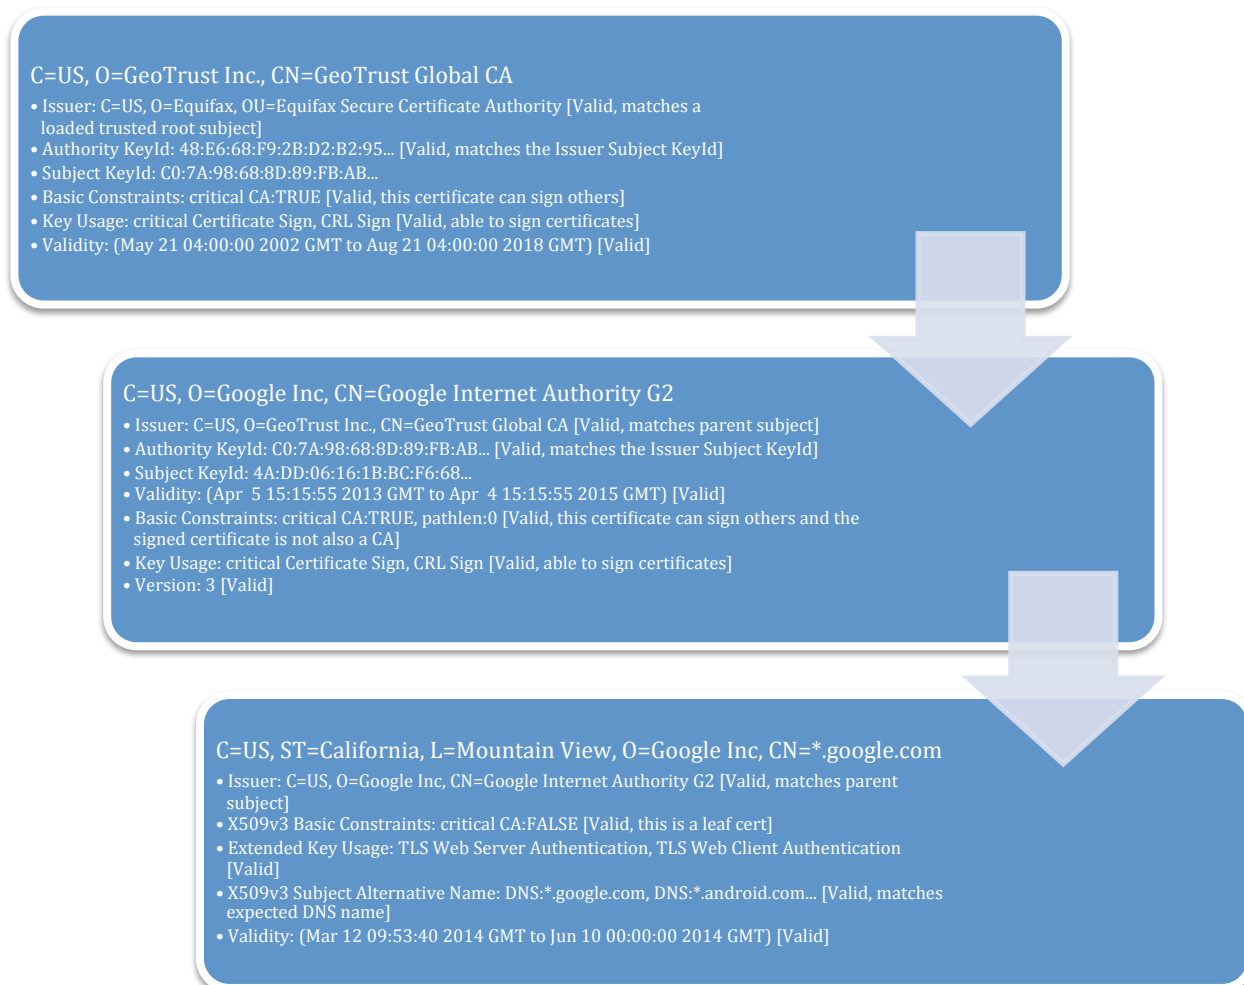 C=US, O=GeoTrust Inc., CN=GeoTrust Global CA
• Issuer: C=US, O=Equifax, OU=Equifax Secure Certificate Authority [Valid, matches a
loaded trusted root subject]
• Authority KeyId: 48:E6:68:F9:2B:D2:B2:95... [Valid, matches the Issuer Subject KeyId]
• Subject KeyId: C0:7A:98:68:8D:89:FB:AB...
• Basic Constraints: critical CA:TRUE [Valid, this certificate can sign others]
• Key Usage: critical Certificate Sign, CRL Sign [Valid, able to sign certificates]
• Validity: (May 21 04:00:00 2002 GMT to Aug 21 04:00:00 2018 GMT) [Valid]
C=US, O=Google Inc, CN=Google Internet Authority G2
• Issuer: C=US, O=GeoTrust Inc., CN=GeoTrust Global CA [Valid, matches parent subject]
• Authority KeyId: C0:7A:98:68:8D:89:FB:AB... [Valid, matches the Issuer Subject KeyId]
• Subject KeyId: 4A:DD:06:16:1B:BC:F6:68...
• Validity: (Apr  5 15:15:55 2013 GMT to Apr  4 15:15:55 2015 GMT) [Valid]
• Basic Constraints: critical CA:TRUE, pathlen:0 [Valid, this certificate can sign others and the
signed certificate is not also a CA]
• Key Usage: critical Certificate Sign, CRL Sign [Valid, able to sign certificates]
• Version: 3 [Valid]
C=US, ST=California, L=Mountain View, O=Google Inc, CN=*.google.com
• Issuer: C=US, O=Google Inc, CN=Google Internet Authority G2 [Valid, matches parent
subject]
• X509v3 Basic Constraints: critical CA:FALSE [Valid, this is a leaf cert]
• Extended Key Usage: TLS Web Server Authentication, TLS Web Client Authentication
[Valid]
• X509v3 Subject Alternative Name: DNS:*.google.com, DNS:*.android.com... [Valid, matches
expected DNS name]
• Validity: (Mar 12 09:53:40 2014 GMT to Jun 10 00:00:00 2014 GMT) [Valid]